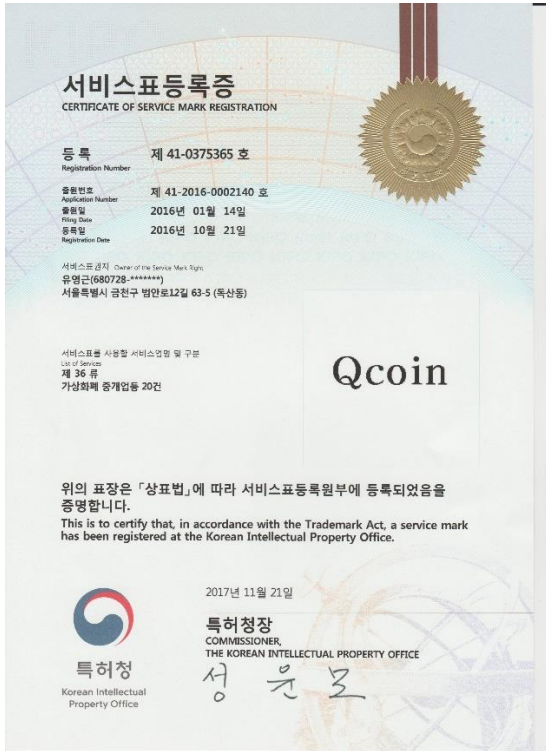 서비스표등록증
CERTIFICATE OF SERVICE MARK REGISTRATION
등록 제 41-0375365 호
Registration Number
출원번호 제 41-2016-0002140 호
Application Number
출원일 2016년 01월 14일
Filing Date
등록일 2016년 10월 21일
Registration Date
서비스표권자 Owner of the Service Mark Right
유영근(680728-*******)
서울특별시 금천구 범안로12길 63-5 (독산동)
서비스표를 사용할 서비스업명 및 구분
List of Services
제 36 류
가상화폐 중개업등 20건
Qcoin
위의 표장은 「상표법」에 따라 서비스표등록원부에 등록되었음을
증명합니다.
This is to certify that, in accordance with the Trademark Act, a service mark
has been registered at the Korean Intellectual Property Office.
2017년 11월 21일
특허청장
COMMISSIONER,
THE KOREAN INTELLECTUAL PROPERTY OFFICE
성윤모
특허청
Korean Intellectual
Property Office